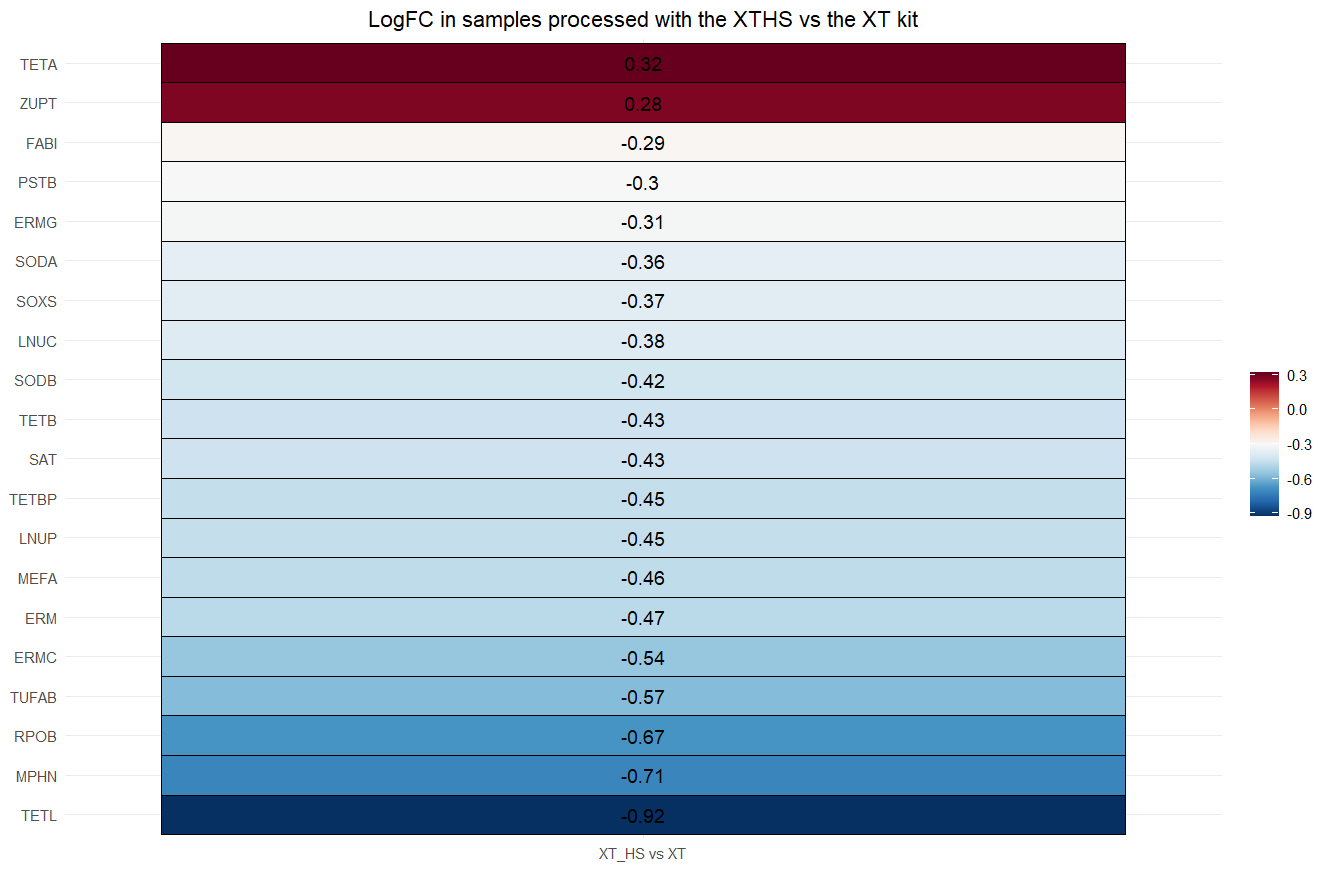 LogFC in samples processed with the XTHS vs the XT kit
TETA 0.32
ZUPT 0.28
FABI -0.29
PSTB -0.3
ERMG -0.31
SODA -0.36
SOXS -0.37
LNUC -0.38
SODB -0.42
TETB -0.43
SAT -0.43
TETBP -0.45
LNUP -0.45
MEFA -0.46
ERM -0.47
ERMC -0.54
TUFAB -0.57
RPOB -0.67
MPHN -0.71
TETL -0.92
XT_HS vs XT
0.3
0.0
-0.3
-0.6
-0.9